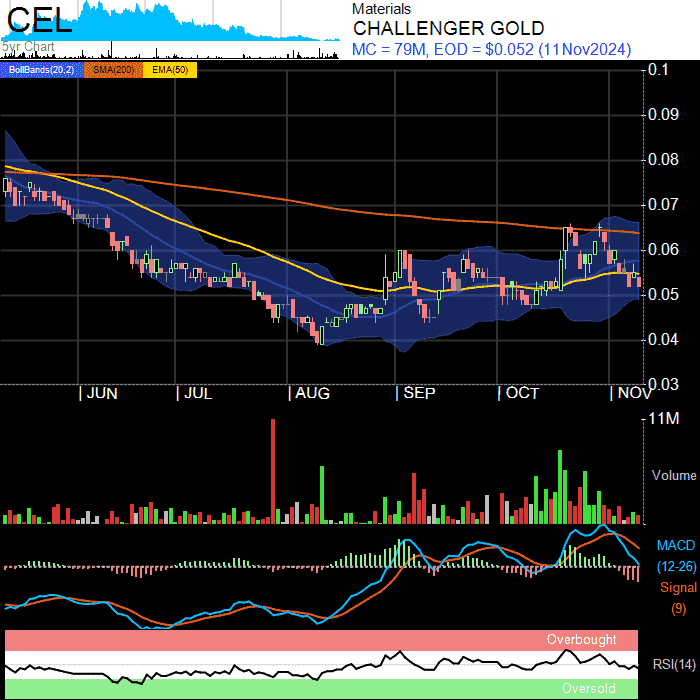 CEL
5yr Chart
Materials
CHALLENGER GOLD
MC = 79M, EOD = $0.052 (11Nov2024)
BollBands(20,2) SMA(200) EMA(50)
0.1
0.09
0.08
0.07
0.06
0.05
0.04
0.03
JUN JUL AUG SEP OCT NOV
11M
Volume
MACD
(12-26)
Signal
(9)
Overbought
RSI(14)
Oversold